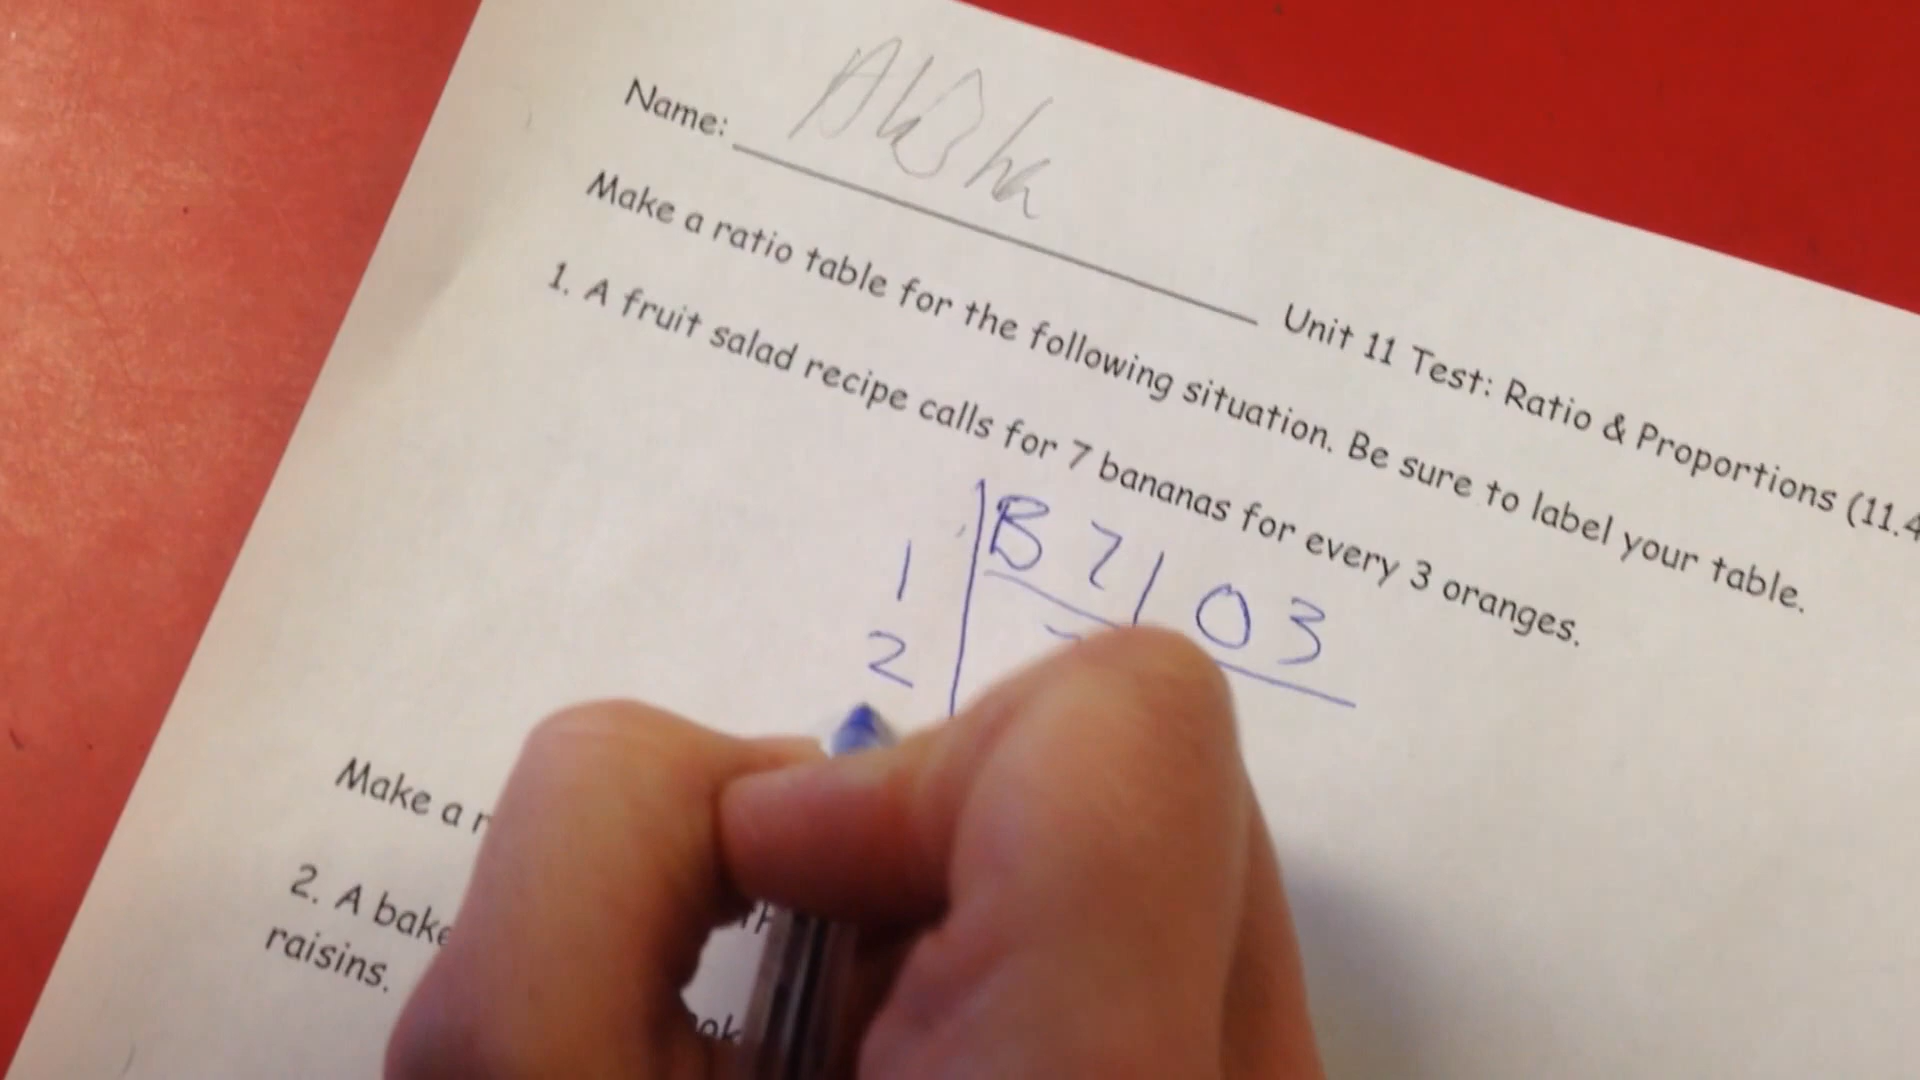 Name: Alisha Unit 11 Test: Ratio & Proportions (11.4
Make a ratio table for the following situation. Be sure to label your table.
1. A fruit salad recipe calls for 7 bananas for every 3 oranges.
B 7 | O 3
1
2
Make a
2. A bake
raisins.